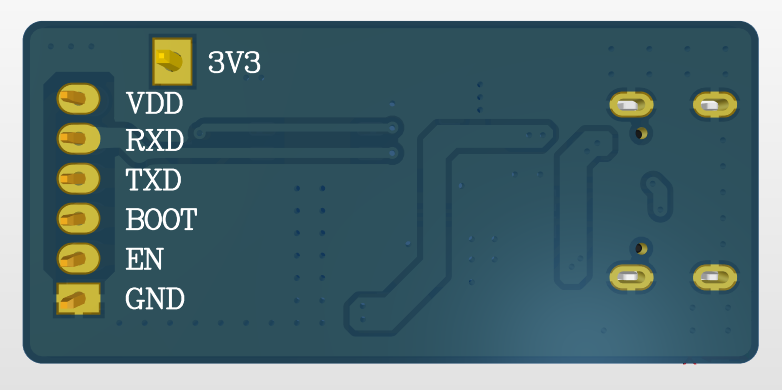 3V3
VDD
RXD
TXD
BOOT
EN
GND